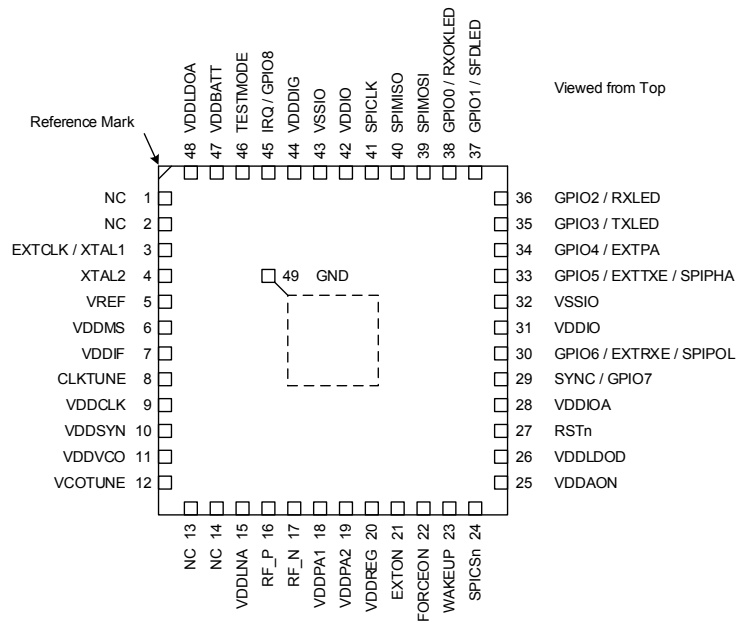 48 VDDLDOA
47 VDDBATT
46 TESTMODE
45 IRQ / GPIO8
44 VDDDIG
43 VSSIO
42 VDDIO
41 SPICLK
40 SPIMISO
39 SPIMOSI
38 GPIO0 / RXOKLED
37 GPIO1 / SFDLED
Viewed from Top
Reference Mark
NC 1
NC 2
EXTCLK / XTAL1 3
XTAL2 4
VREF 5
VDDMS 6
VDDIF 7
CLKTUNE 8
VDDCLK 9
VDDSYN 10
VDDVCO 11
VCOTUNE 12
49 GND
36 GPIO2 / RXLED
35 GPIO3 / TXLED
34 GPIO4 / EXTPA
33 GPIO5 / EXTTXE / SPIPHA
32 VSSIO
31 VDDIO
30 GPIO6 / EXTRXE / SPIPOL
29 SYNC / GPIO7
28 VDDIOA
27 RSTn
26 VDDLDOD
25 VDDAON
NC 13
NC 14
VDDLNA 15
RF_P 16
RF_N 17
VDDPA1 18
VDDPA2 19
VDDREG 20
EXTON 21
FORCEON 22
WAKEUP 23
SPICSn 24